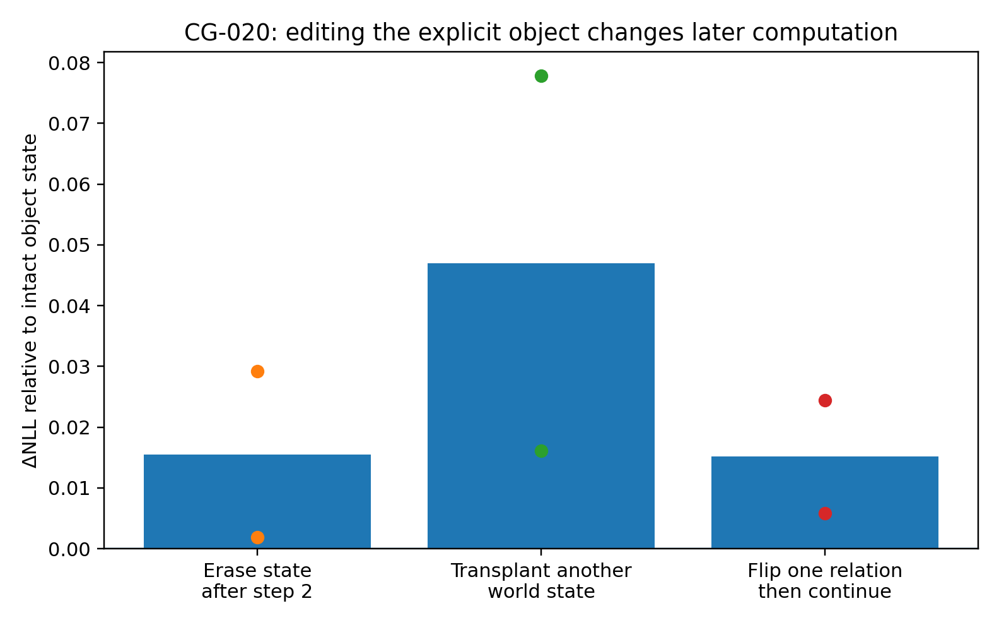 CG-020: editing the explicit object changes later computation
ΔNLL relative to intact object state
0.08
0.07
0.06
0.05
0.04
0.03
0.02
0.01
0.00
Erase state
after step 2
Transplant another
world state
Flip one relation
then continue